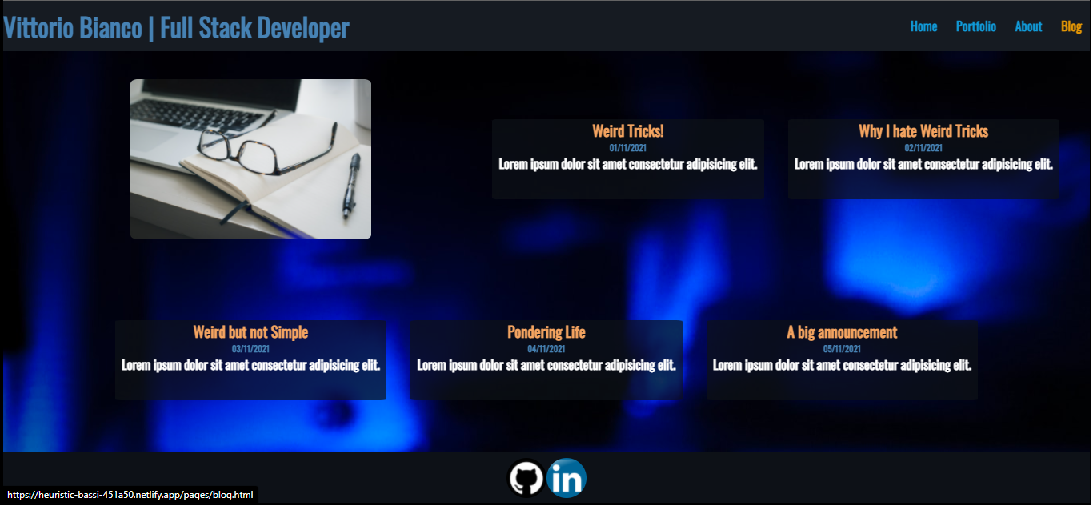 Vittorio Bianco | Full Stack Developer
Home Portfolio About Blog
Weird Tricks!
01/11/2021
Lorem ipsum dolor sit amet consectetur adipisicing elit.
Why I hate Weird Tricks
02/11/2021
Lorem ipsum dolor sit amet consectetur adipisicing elit.
Weird but not Simple
03/11/2021
Lorem ipsum dolor sit amet consectetur adipisicing elit.
Pondering Life
04/11/2021
Lorem ipsum dolor sit amet consectetur adipisicing elit.
A big announcement
05/11/2021
Lorem ipsum dolor sit amet consectetur adipisicing elit.
in
https://heuristic-bassi-451a50.netlify.app/pages/blog.html